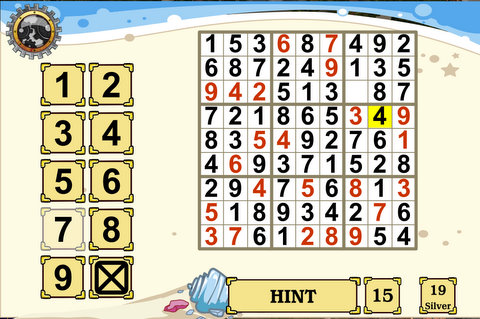 1 2
3 4
5 6
7 8
9
1 5 3 6 8 7 4 9 2
6 8 7 2 4 9 1 3 5
9 4 2 5 1 3 8 7
7 2 1 8 6 5 3 4 9
8 3 5 4 9 2 7 6 1
4 6 9 3 7 1 5 2 8
2 9 4 7 5 6 8 1 3
5 1 8 9 3 4 2 7 6
3 7 6 1 2 8 9 5 4
HINT
15
19
Silver